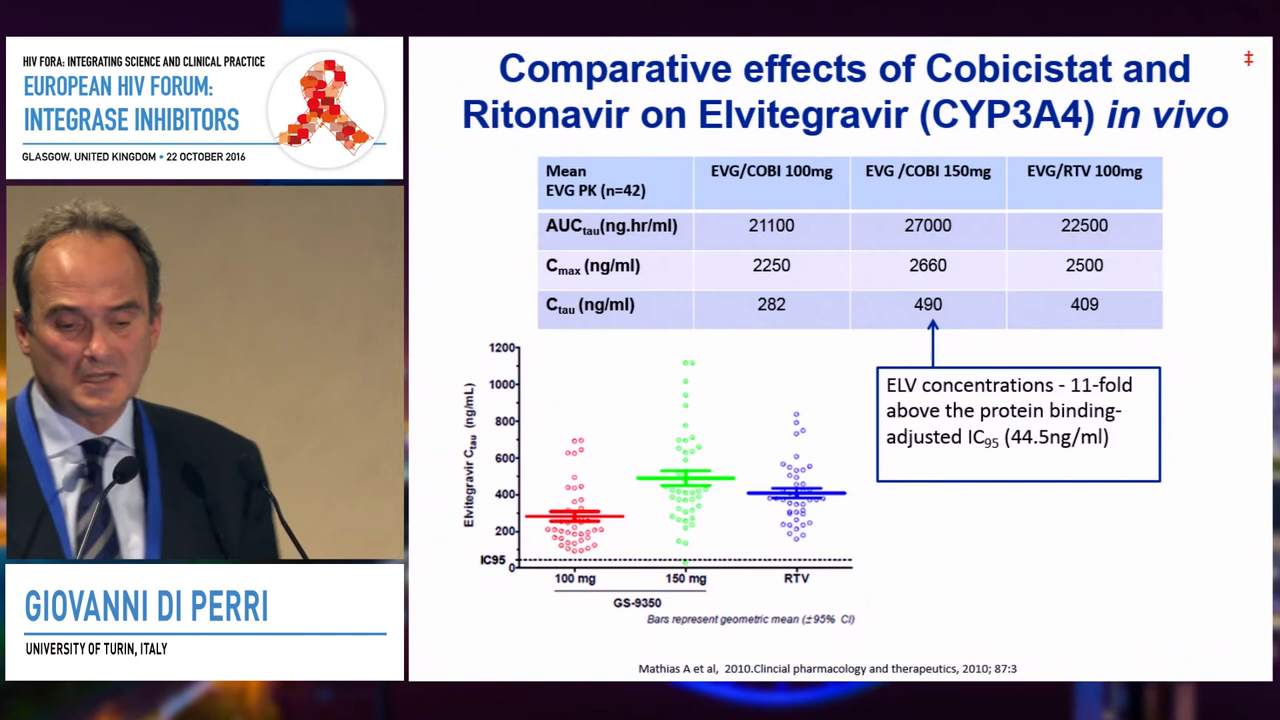 HIV FORA: INTEGRATING SCIENCE AND CLINICAL PRACTICE
EUROPEAN HIV FORUM:
INTEGRASE INHIBITORS
GLASGOW, UNITED KINGDOM • 22 OCTOBER 2016
GIOVANNI DI PERRI
UNIVERSITY OF TURIN, ITALY
Comparative effects of Cobicistat and
Ritonavir on Elvitegravir (CYP3A4) in vivo
‡
Mean
EVG PK (n=42)
EVG/COBI 100mg
EVG /COBI 150mg
EVG/RTV 100mg
AUCtau(ng.hr/ml)
21100
27000
22500
Cmax (ng/ml)
2250
2660
2500
Ctau (ng/ml)
282
490
409
ELV concentrations - 11-fold
above the protein binding-
adjusted IC95 (44.5ng/ml)
Elvitegravir Ctau (ng/mL)
1200
1000
800
600
400
200
IC95
0
100 mg
150 mg
RTV
GS-9350
Bars represent geometric mean (±95% CI)
Mathias A et al, 2010.Clincial pharmacology and therapeutics, 2010; 87:3